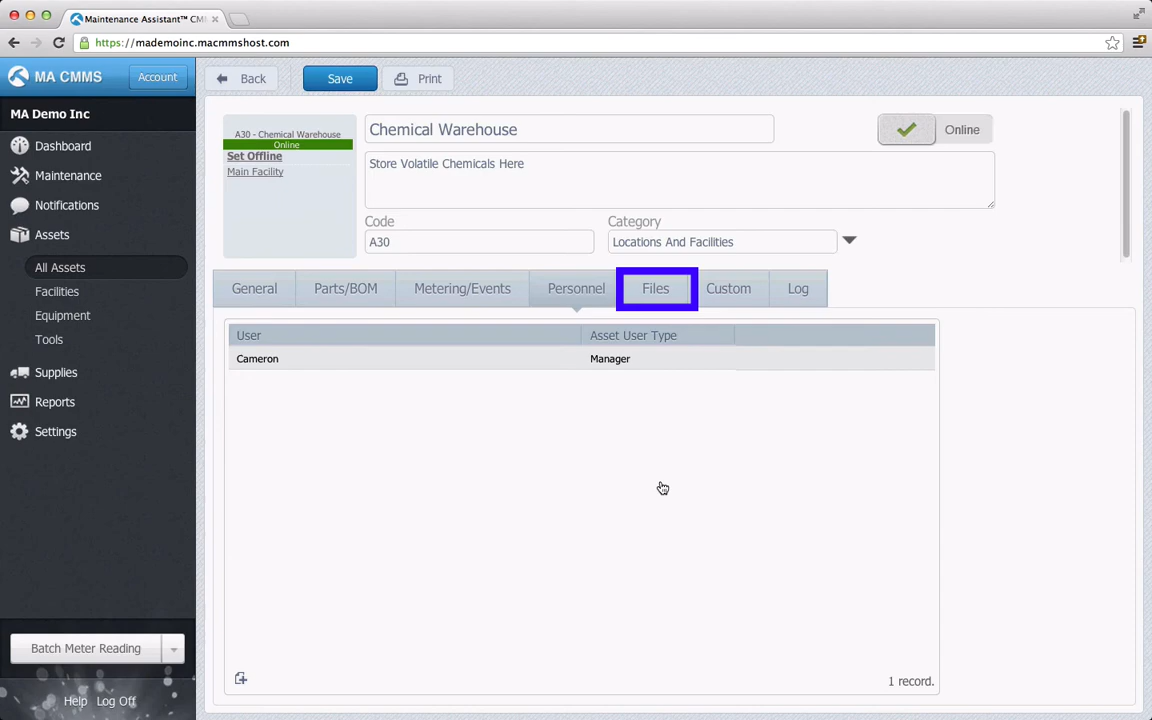 Maintenance Assistant™ CM
https://mademoinc.macmmshost.com
MA CMMS
Account
Back
Save
Print
MA Demo Inc
Dashboard
Maintenance
Notifications
Assets
All Assets
Facilities
Equipment
Tools
Supplies
Reports
Settings
Batch Meter Reading
Help Log Off
A30 - Chemical Warehouse
Online
Set Offline
Main Facility
Chemical Warehouse
Online
Store Volatile Chemicals Here
Code
Category
A30
Locations And Facilities
General
Parts/BOM
Metering/Events
Personnel
Files
Custom
Log
User
Asset User Type
Cameron
Manager
1 record.